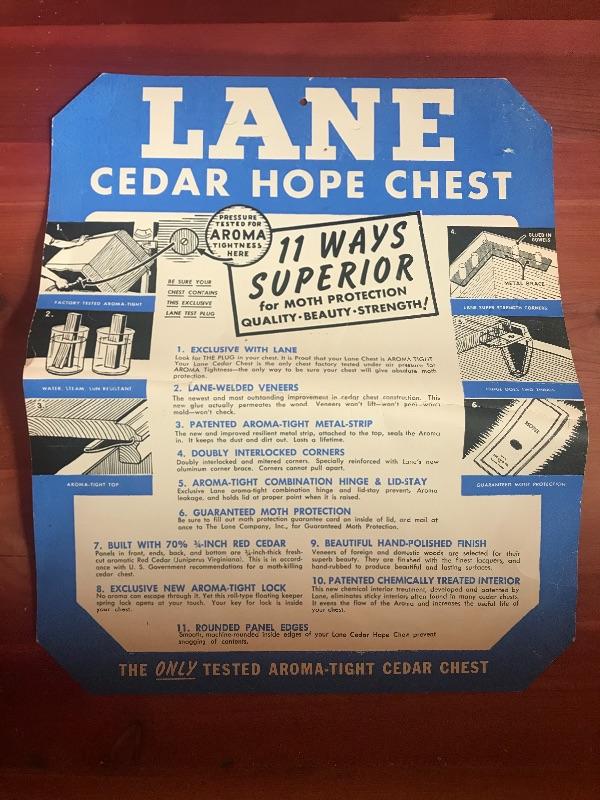 LANE
CEDAR HOPE CHEST
PRESSURE
TESTED FOR
AROMA
TIGHTNESS
HERE
11 WAYS
SUPERIOR
for MOTH PROTECTION
QUALITY · BEAUTY · STRENGTH!
BE SURE YOUR
CHEST CONTAINS
THIS EXCLUSIVE
LANE TEST PLUG
1.
FACTORY TESTED AROMA-TIGHT
2.
WATER, STEAM, SUN RESISTANT
AROMA-TIGHT TOP
4.
GLUED IN
DOWELS
METAL BRACE
LANE SUPER STRENGTH CORNERS
HINGE DOES TWO THINGS
6.
GUARANTEED MOTH PROTECTION
1. EXCLUSIVE WITH LANE
Look for THE PLUG in your chest. It is Proof that your Lane Chest is AROMA-TIGHT.
Your Lane Cedar Chest is the only chest factory tested under air pressure for
AROMA Tightness—the only way to be sure your chest will give absolute moth
protection.
2. LANE-WELDED VENEERS
The newest and most outstanding improvement in cedar chest construction. This
new glue actually permeates the wood. Veneers won't lift—won't peel—won't
mold—won't check.
3. PATENTED AROMA-TIGHT METAL-STRIP
The new and improved resilient metal strip, attached to the top, seals the Aroma
in. It keeps the dust and dirt out. Lasts a lifetime.
4. DOUBLY INTERLOCKED CORNERS
Doubly interlocked and mitered corners. Specially reinforced with Lane's new
aluminum corner brace. Corners cannot pull apart.
5. AROMA-TIGHT COMBINATION HINGE & LID-STAY
Exclusive Lane aroma-tight combination hinge and lid-stay prevents Aroma
leakage, and holds lid at proper point when it is raised.
6. GUARANTEED MOTH PROTECTION
Be sure to fill out moth protection guarantee card on inside of lid, and mail at
once to The Lane Company, Inc., for Guaranteed Moth Protection.
7. BUILT WITH 70% ¾-INCH RED CEDAR
Panels in front, ends, back, and bottom are ¾-inch-thick fresh-
cut aromatic Red Cedar (Juniperus Virginiana). This is in accord-
ance with U. S. Government recommendations for a moth-killing
cedar chest.
8. EXCLUSIVE NEW AROMA-TIGHT LOCK
No aroma can escape through it. Yet this roll-type floating keeper
spring lock opens at your touch. Your key for lock is inside
your chest.
9. BEAUTIFUL HAND-POLISHED FINISH
Veneers of foreign and domestic woods are selected for their
superb beauty. They are finished with the finest lacquers, and
hand-rubbed to produce beautiful and lasting surfaces.
10. PATENTED CHEMICALLY TREATED INTERIOR
This new chemical interior treatment, developed and patented by
Lane, eliminates sticky interiors often found in many cedar chests.
It evens the flow of the Aroma and increases the useful life of
your chest.
11. ROUNDED PANEL EDGES
Smooth, machine-rounded inside edges of your Lane Cedar Hope Chest prevent
snagging of contents.
THE ONLY TESTED AROMA-TIGHT CEDAR CHEST